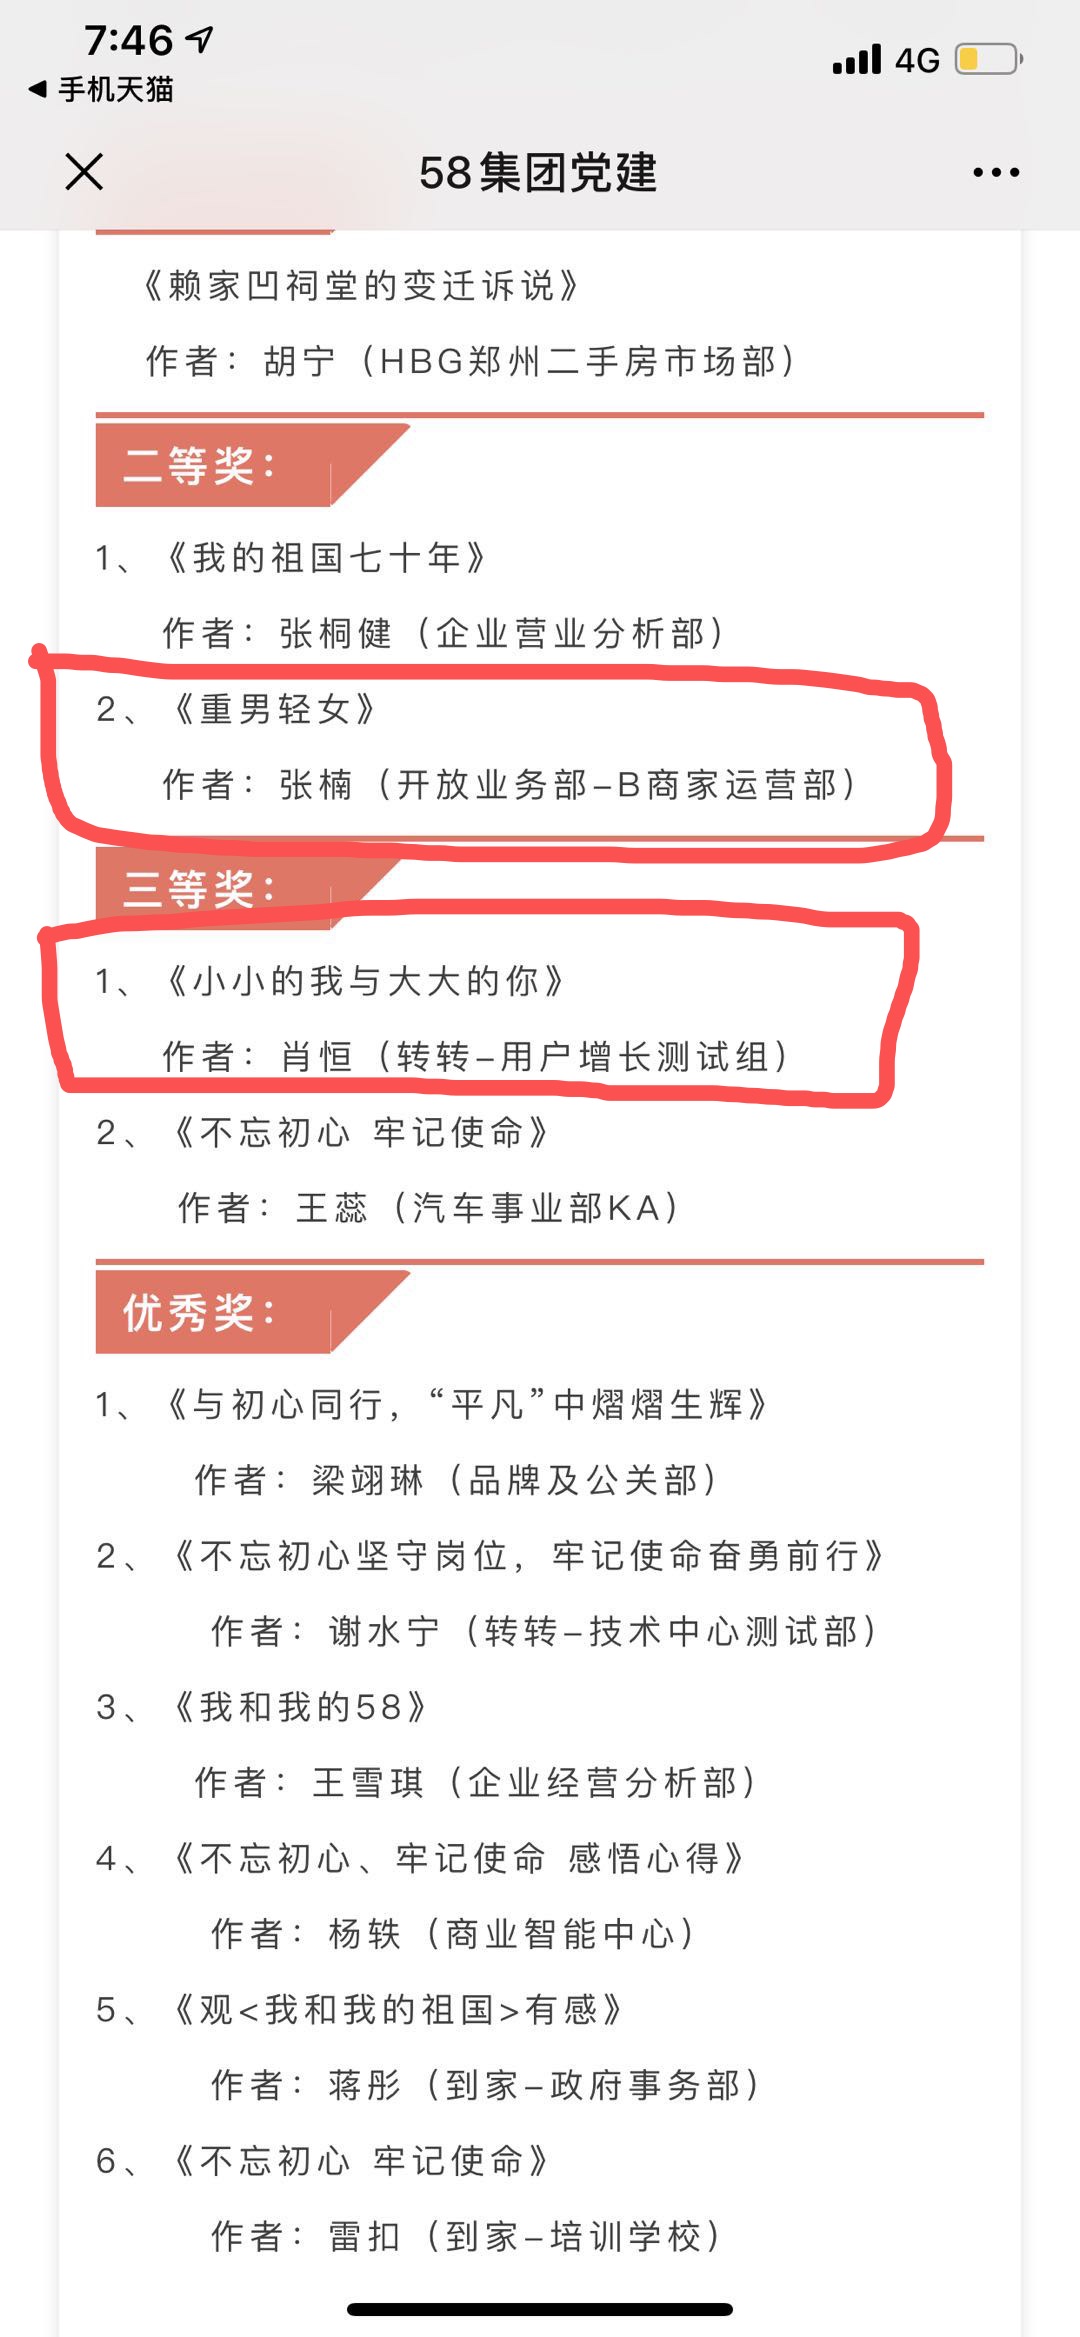 7:46
4G
手机天猫
58集团党建
《赖家凹祠堂的变迁诉说》
作者：胡宁（HBG郑州二手房市场部）
二等奖：
1、《我的祖国七十年》
作者：张桐健（企业营业分析部）
2、《重男轻女》
作者：张楠（开放业务部-B商家运营部）
三等奖：
1、《小小的我与大大的你》
作者：肖恒（转转-用户增长测试组）
2、《不忘初心 牢记使命》
作者：王蕊（汽车事业部KA）
优秀奖：
1、《与初心同行，“平凡”中熠熠生辉》
作者：梁翊琳（品牌及公关部）
2、《不忘初心坚守岗位，牢记使命奋勇前行》
作者：谢水宁（转转-技术中心测试部）
3、《我和我的58》
作者：王雪琪（企业经营分析部）
4、《不忘初心、牢记使命 感悟心得》
作者：杨轶（商业智能中心）
5、《观<我和我的祖国>有感》
作者：蒋彤（到家-政府事务部）
6、《不忘初心 牢记使命》
作者：雷扣（到家-培训学校）